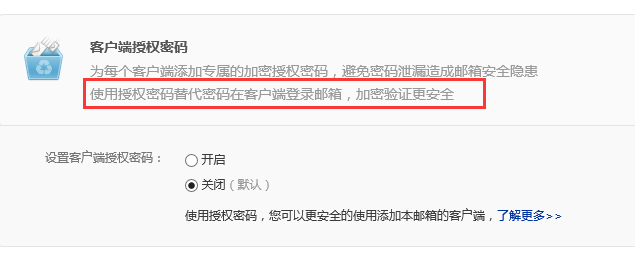 客户端授权密码
为每个客户端添加专属的加密授权密码，避免密码泄漏造成邮箱安全隐患
使用授权密码替代密码在客户端登录邮箱，加密验证更安全
设置客户端授权密码： 开启
关闭（默认）
使用授权密码，您可以更安全的使用添加本邮箱的客户端，了解更多>>